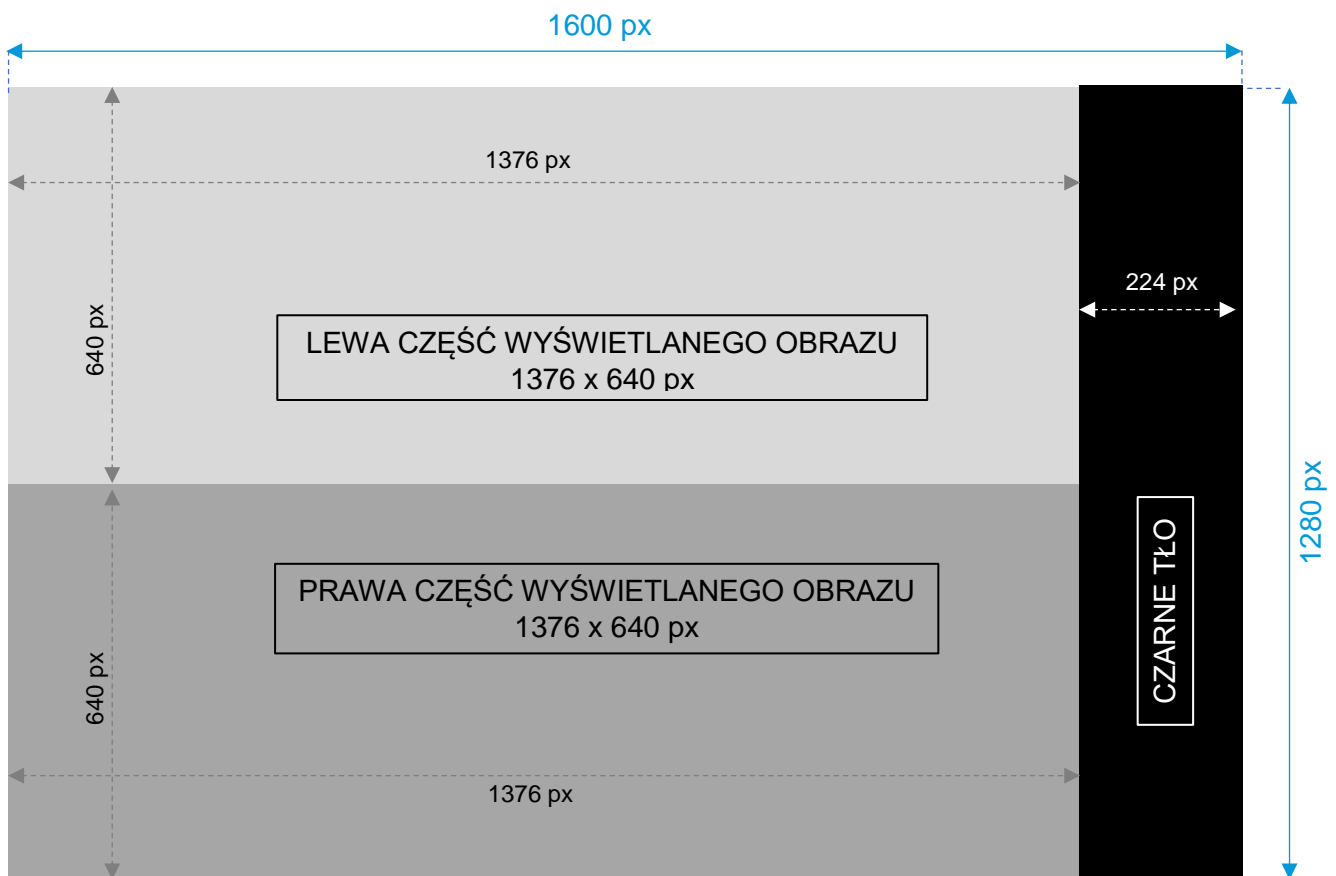 1600 px
1376 px
224 px
640 px
LEWA CZĘŚĆ WYŚWIETLANEGO OBRAZU
1376 x 640 px
1280 px
CZARNE TŁO
PRAWA CZĘŚĆ WYŚWIETLANEGO OBRAZU
1376 x 640 px
640 px
1376 px